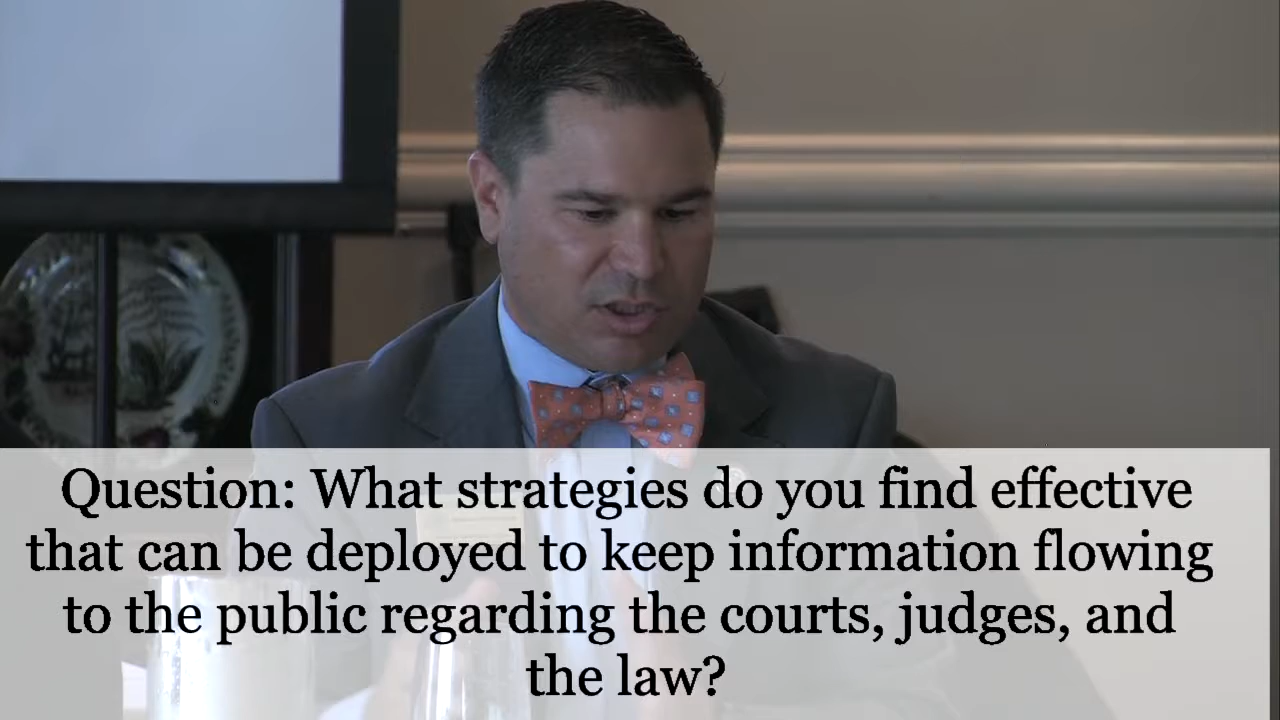 Question: What strategies do you find effective
that can be deployed to keep information flowing
to the public regarding the courts, judges, and
the law?